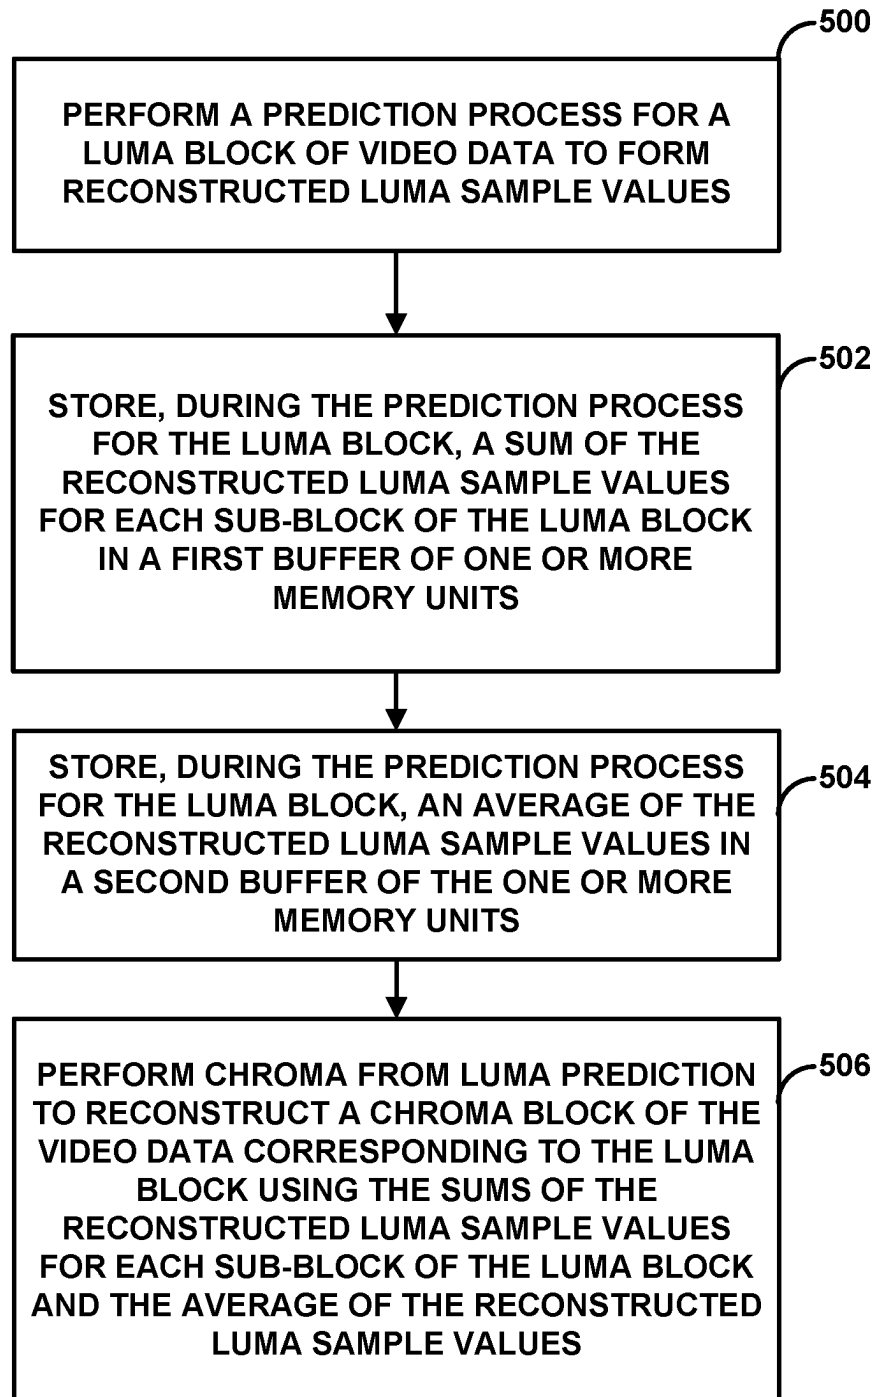 500
PERFORM A PREDICTION PROCESS FOR A
LUMA BLOCK OF VIDEO DATA TO FORM
RECONSTRUCTED LUMA SAMPLE VALUES
502
STORE, DURING THE PREDICTION PROCESS
FOR THE LUMA BLOCK, A SUM OF THE
RECONSTRUCTED LUMA SAMPLE VALUES
FOR EACH SUB-BLOCK OF THE LUMA BLOCK
IN A FIRST BUFFER OF ONE OR MORE
MEMORY UNITS
504
STORE, DURING THE PREDICTION PROCESS
FOR THE LUMA BLOCK, AN AVERAGE OF THE
RECONSTRUCTED LUMA SAMPLE VALUES IN
A SECOND BUFFER OF THE ONE OR MORE
MEMORY UNITS
506
PERFORM CHROMA FROM LUMA PREDICTION
TO RECONSTRUCT A CHROMA BLOCK OF THE
VIDEO DATA CORRESPONDING TO THE LUMA
BLOCK USING THE SUMS OF THE
RECONSTRUCTED LUMA SAMPLE VALUES
FOR EACH SUB-BLOCK OF THE LUMA BLOCK
AND THE AVERAGE OF THE RECONSTRUCTED
LUMA SAMPLE VALUES